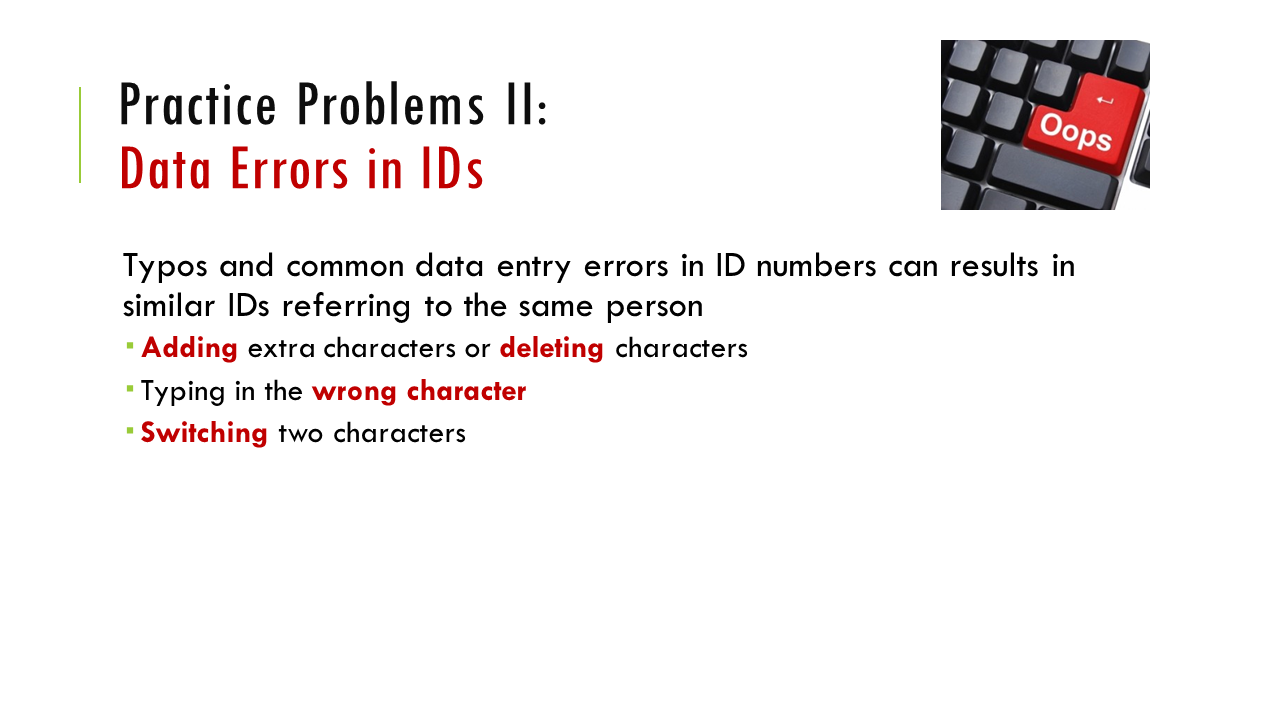 Practice Problems II:
Data Errors in IDs
Oops
Typos and common data entry errors in ID numbers can results in
similar IDs referring to the same person
Adding extra characters or deleting characters
Typing in the wrong character
Switching two characters